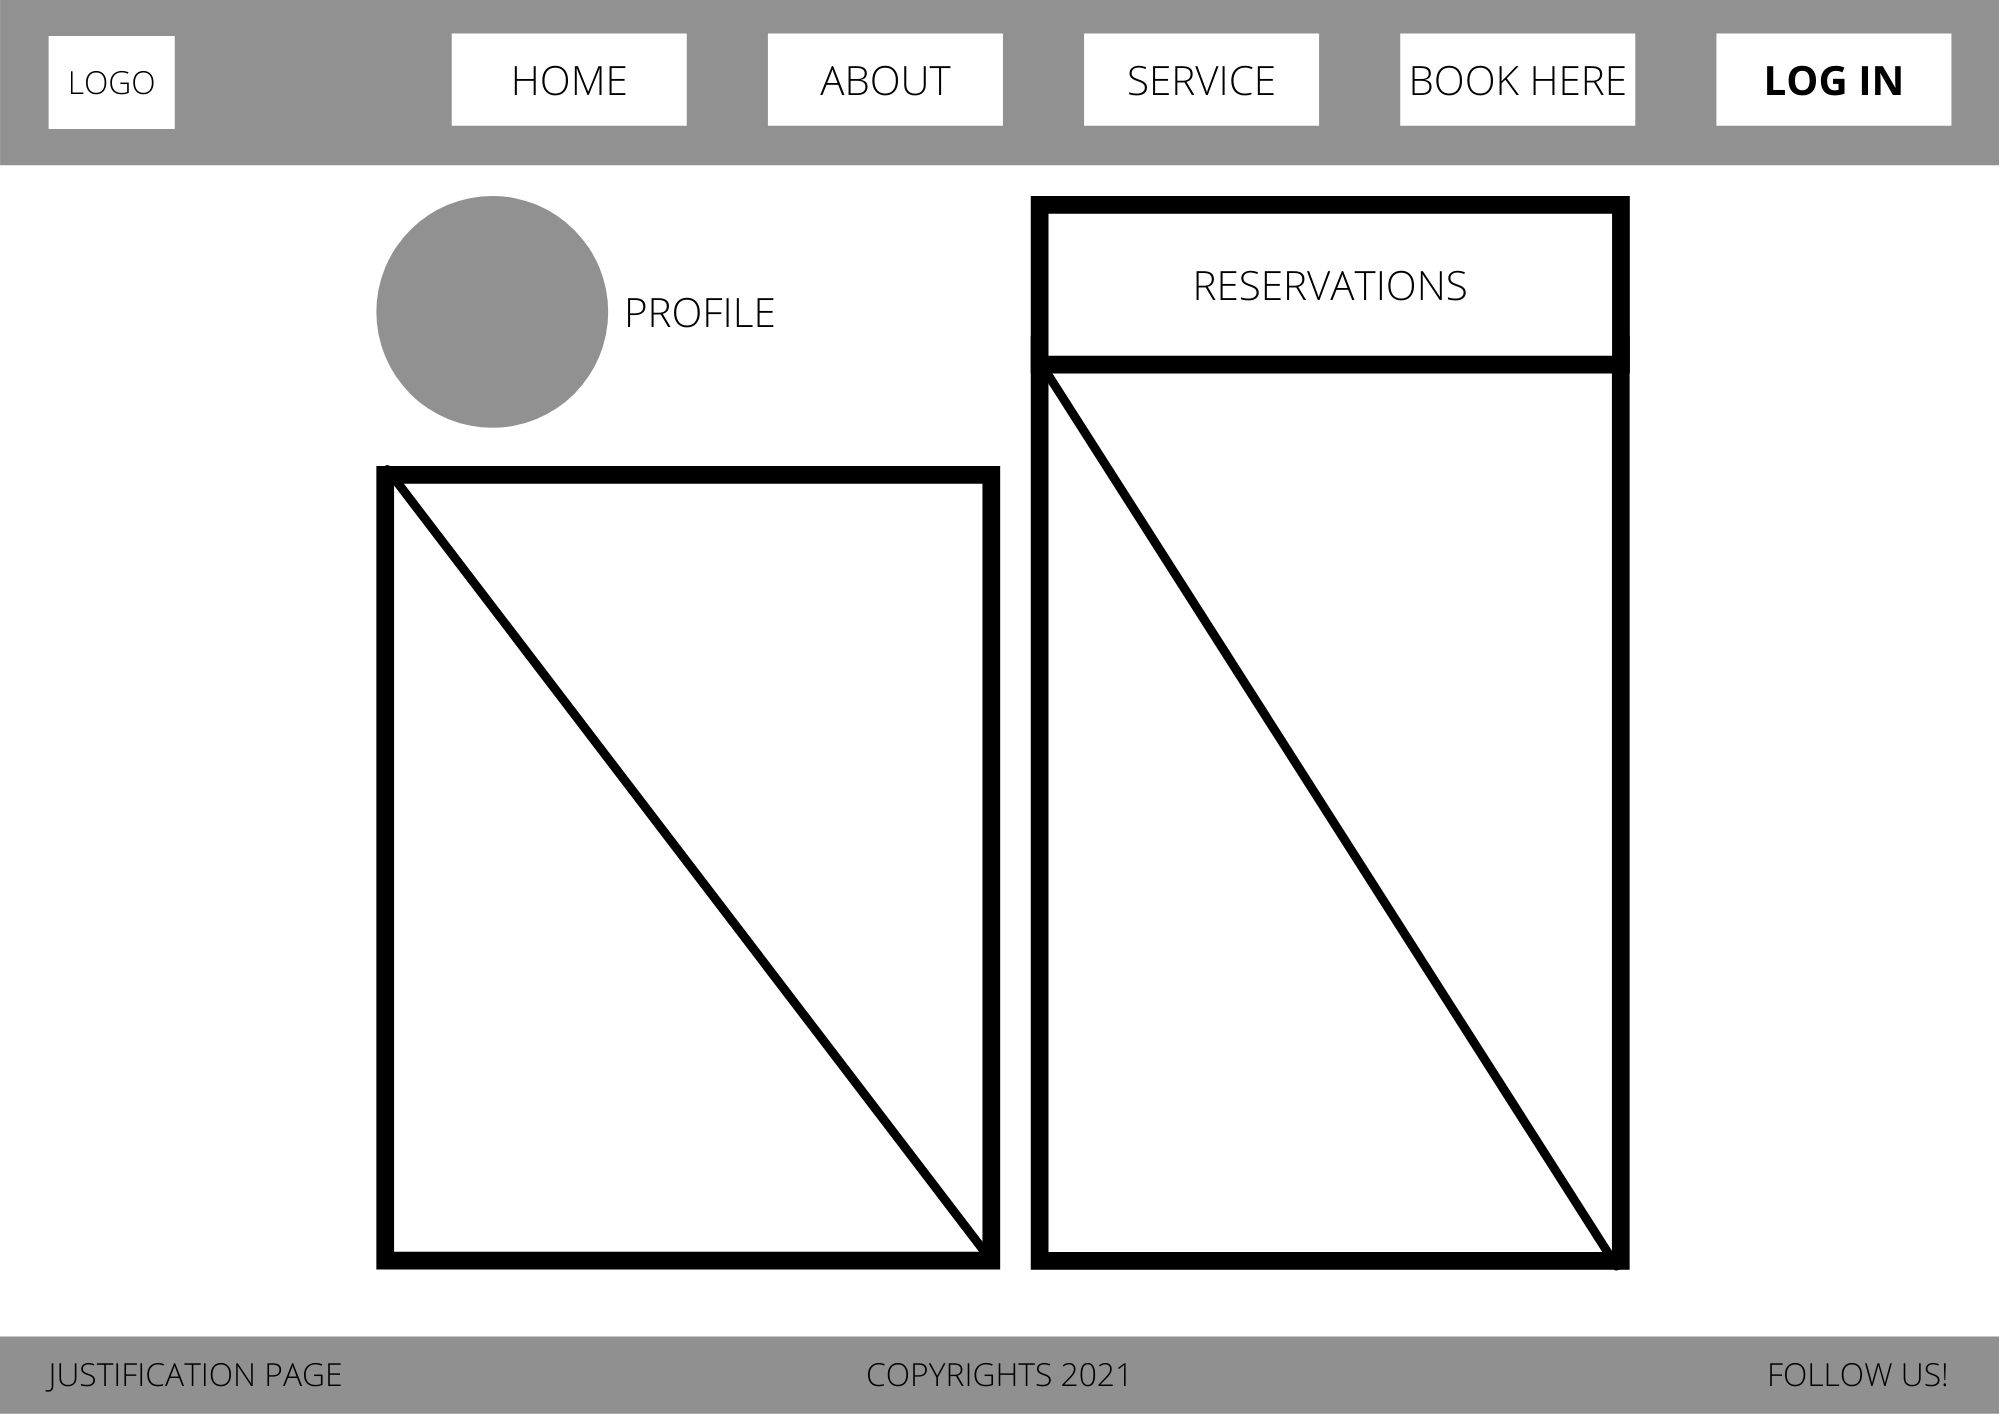 LOGO
HOME
ABOUT
SERVICE
BOOK HERE
LOG IN
PROFILE
RESERVATIONS
JUSTIFICATION PAGE
COPYRIGHTS 2021
FOLLOW US!